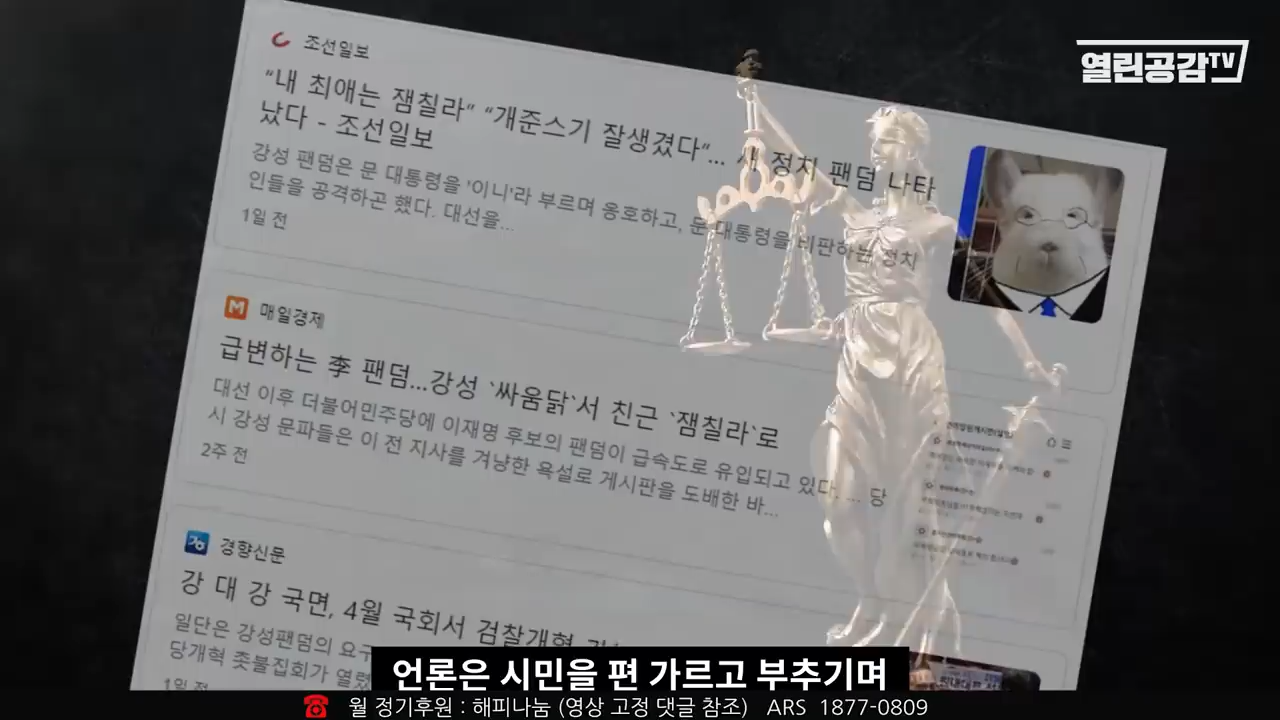 열린공감TV
조선일보
“내 최애는 잼칠라” “개준스기 잘생겼다”... 새 정치 팬덤 나타
났다 - 조선일보
강성 팬덤은 문 대통령을 '이니'라 부르며 옹호하고, 문 대통령을 비판하는 정치
인들을 공격하곤 했다. 대선을...
1일 전
매일경제
급변하는 李 팬덤...강성 `싸움닭`서 친근 `잼칠라`로
대선 이후 더불어민주당에 이재명 후보의 팬덤이 급속도로 유입되고 있다. ... 당
시 강성 문파들은 이 전 지사를 겨냥한 욕설로 게시판을 도배한 바...
2주 전
경향신문
강 대 강 국면, 4월 국회서 검찰개혁
일단은 강성팬덤의 요구
당개혁 촛불집회가 열렸
1일 전
언론은 시민을 편 가르고 부추기며
월 정기후원 : 해피나눔 (영상 고정 댓글 참조) ARS 1877-0809